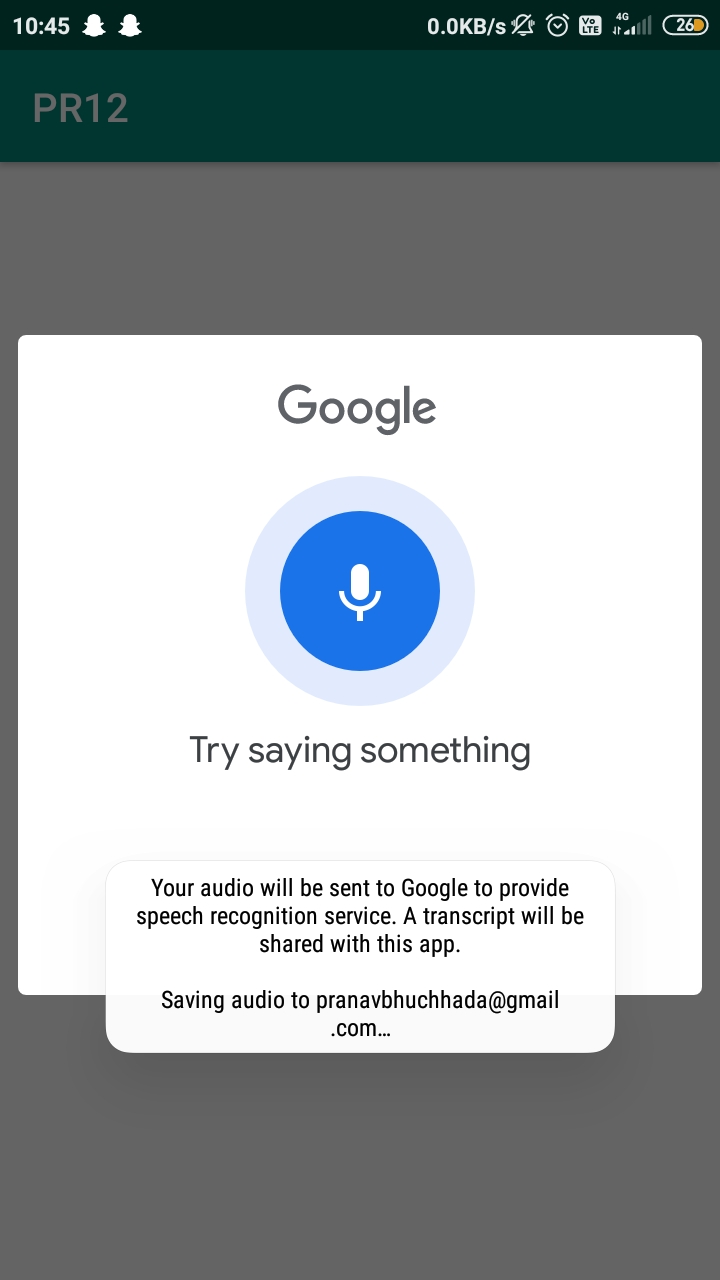 10:45 0.0KB/s Vo LTE 4G 26
PR12
Google
Try saying something
Your audio will be sent to Google to provide
speech recognition service. A transcript will be
shared with this app.
Saving audio to pranavbhuchhada@gmail
.com…